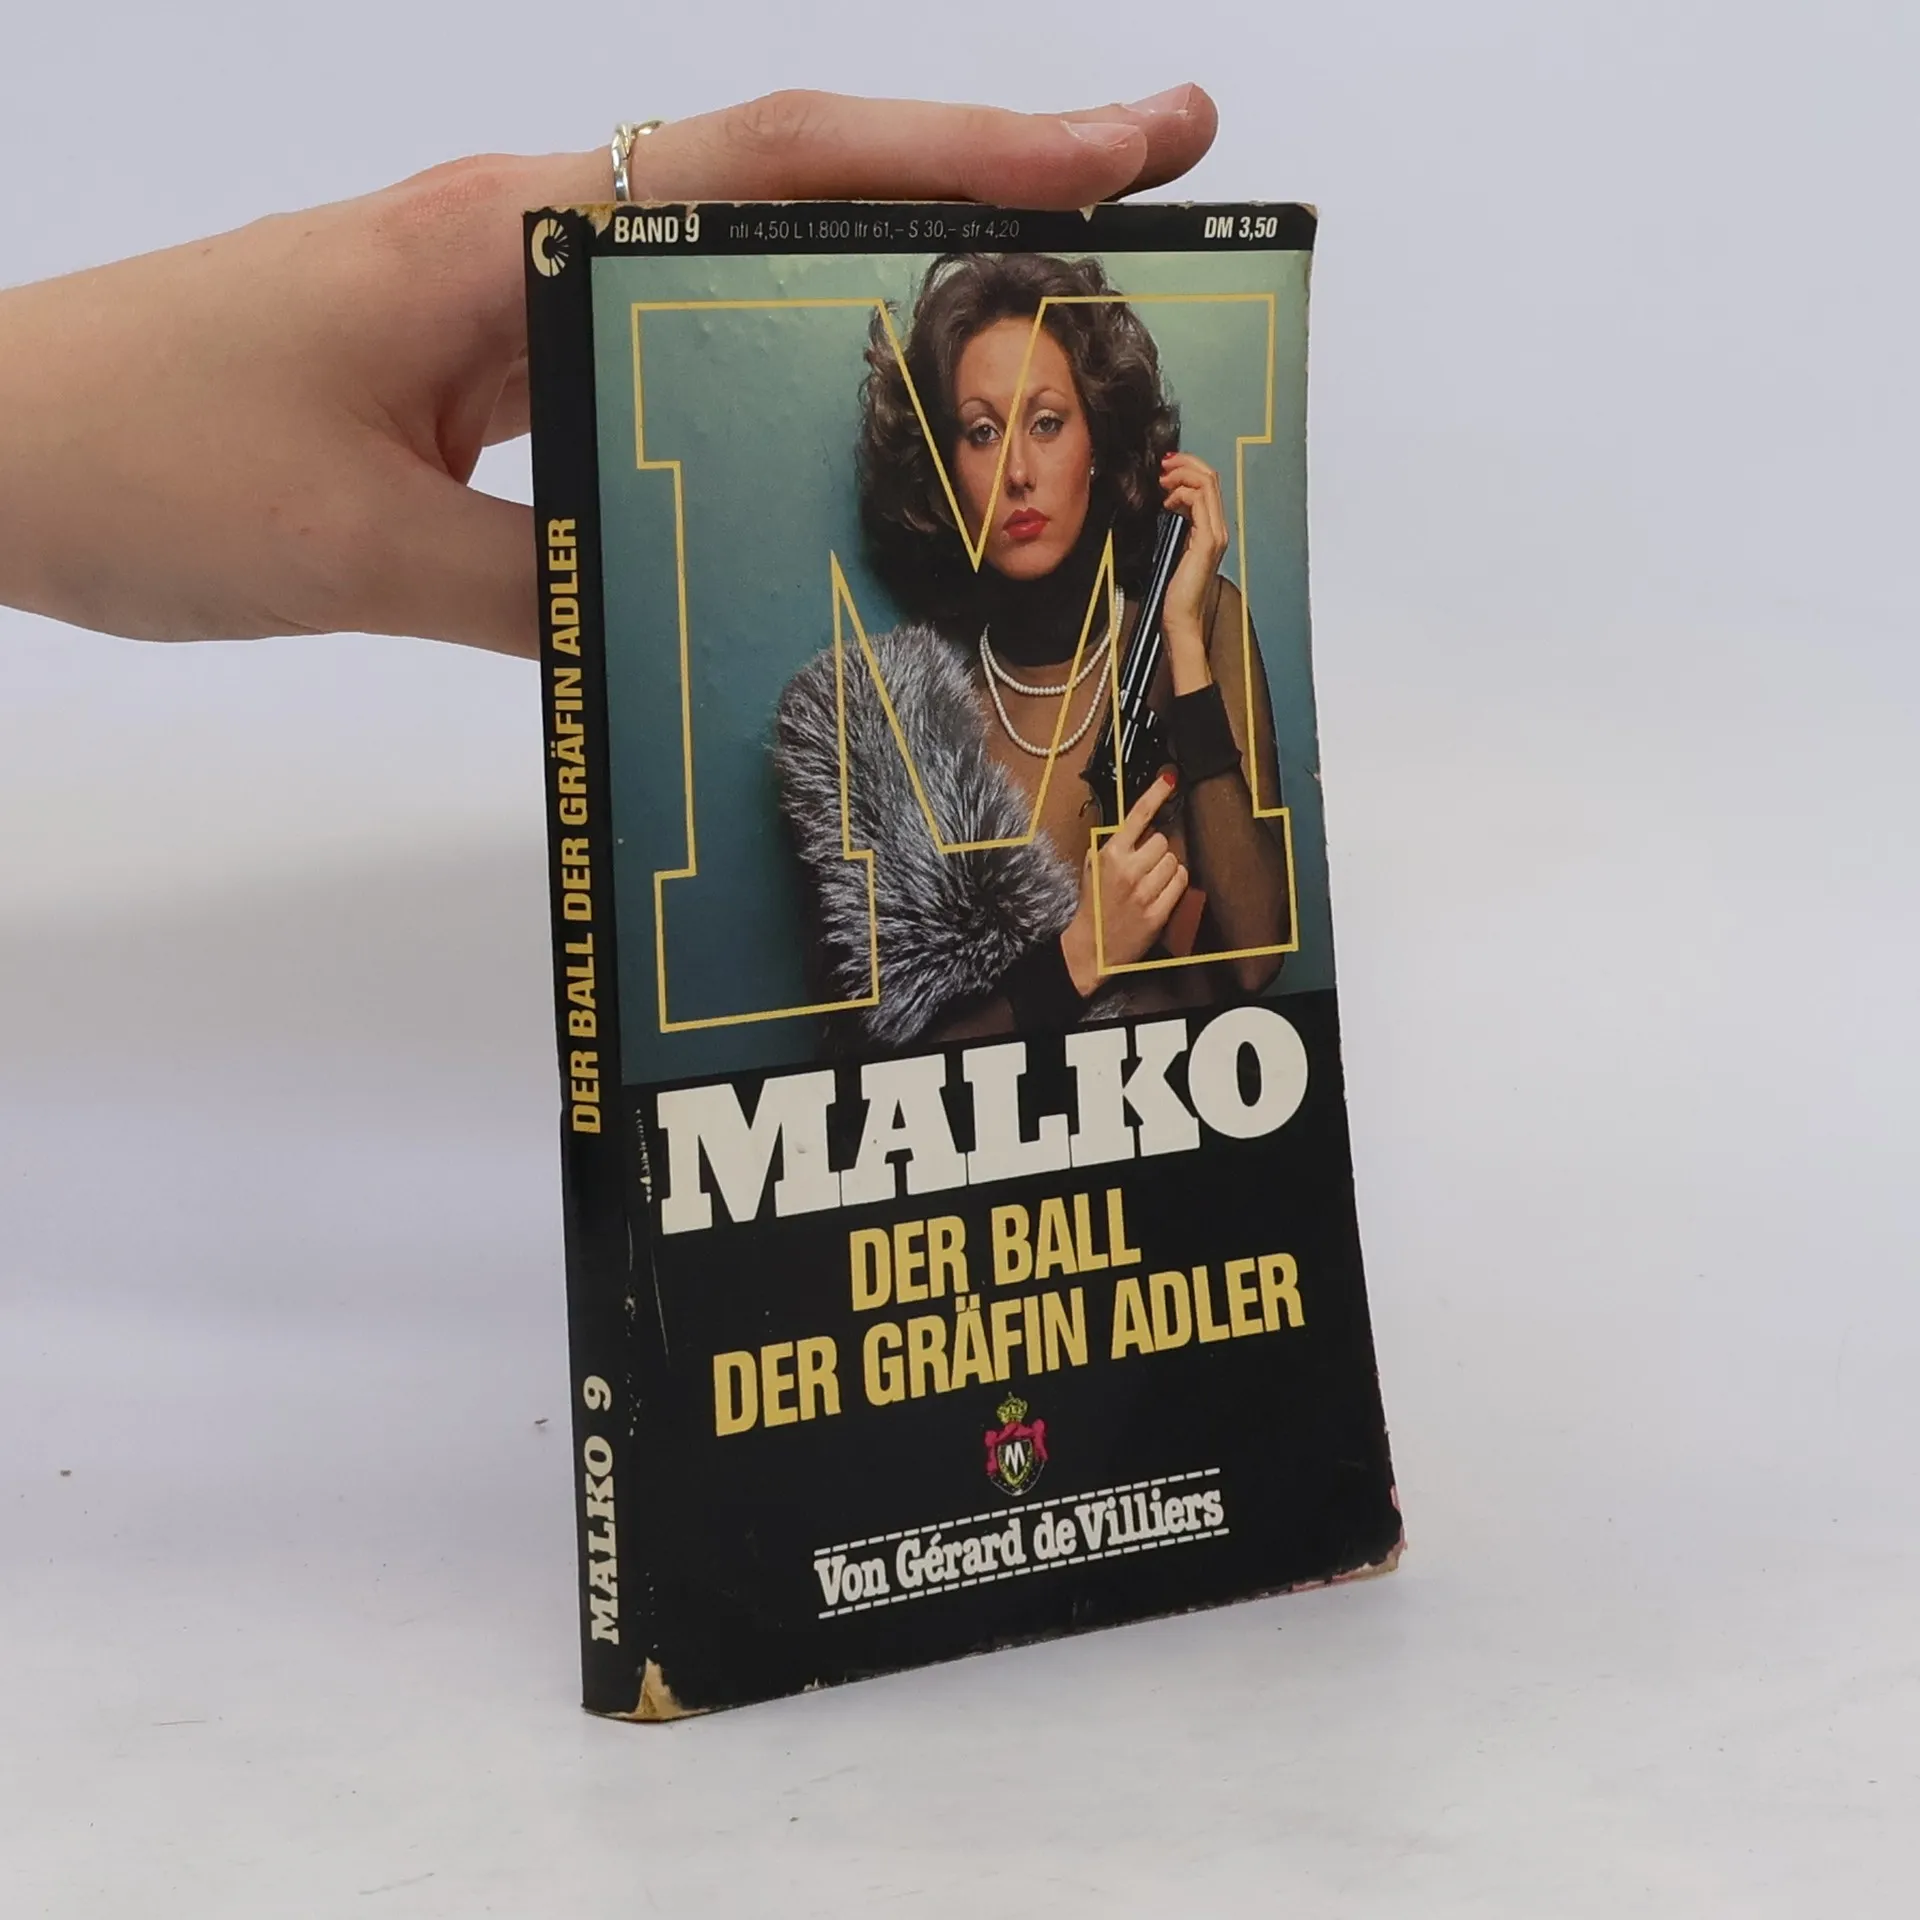 BAND 9 nfl 4,50 L 1.800 lfr 61,- S 30,- sfr 4,20 DM 3,50
MALKO
DER BALL
DER GRÄFIN ADLER
M
Von Gérard de Villiers
DER BALL DER GRÄFIN ADLER
MALKO 9